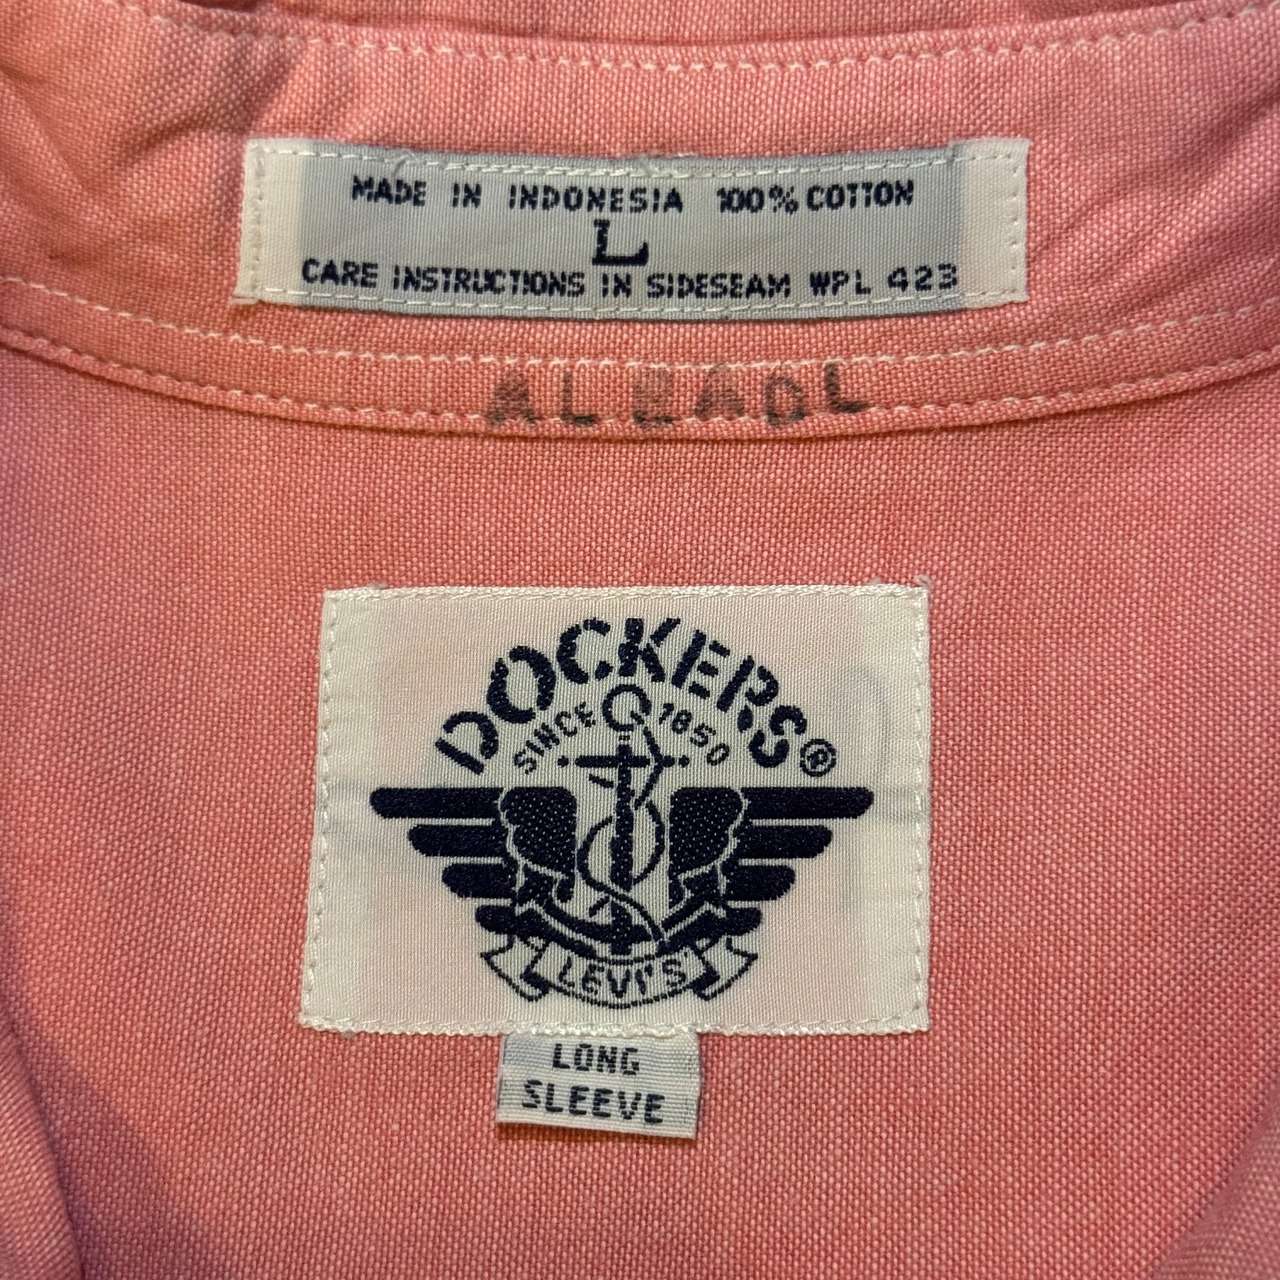 MADE IN INDONESIA 100% COTTON
L
CARE INSTRUCTIONS IN SIDESEAM WPL 423
DOCKERS®
SINCE 1850
LEVI'S
LONG
SLEEVE